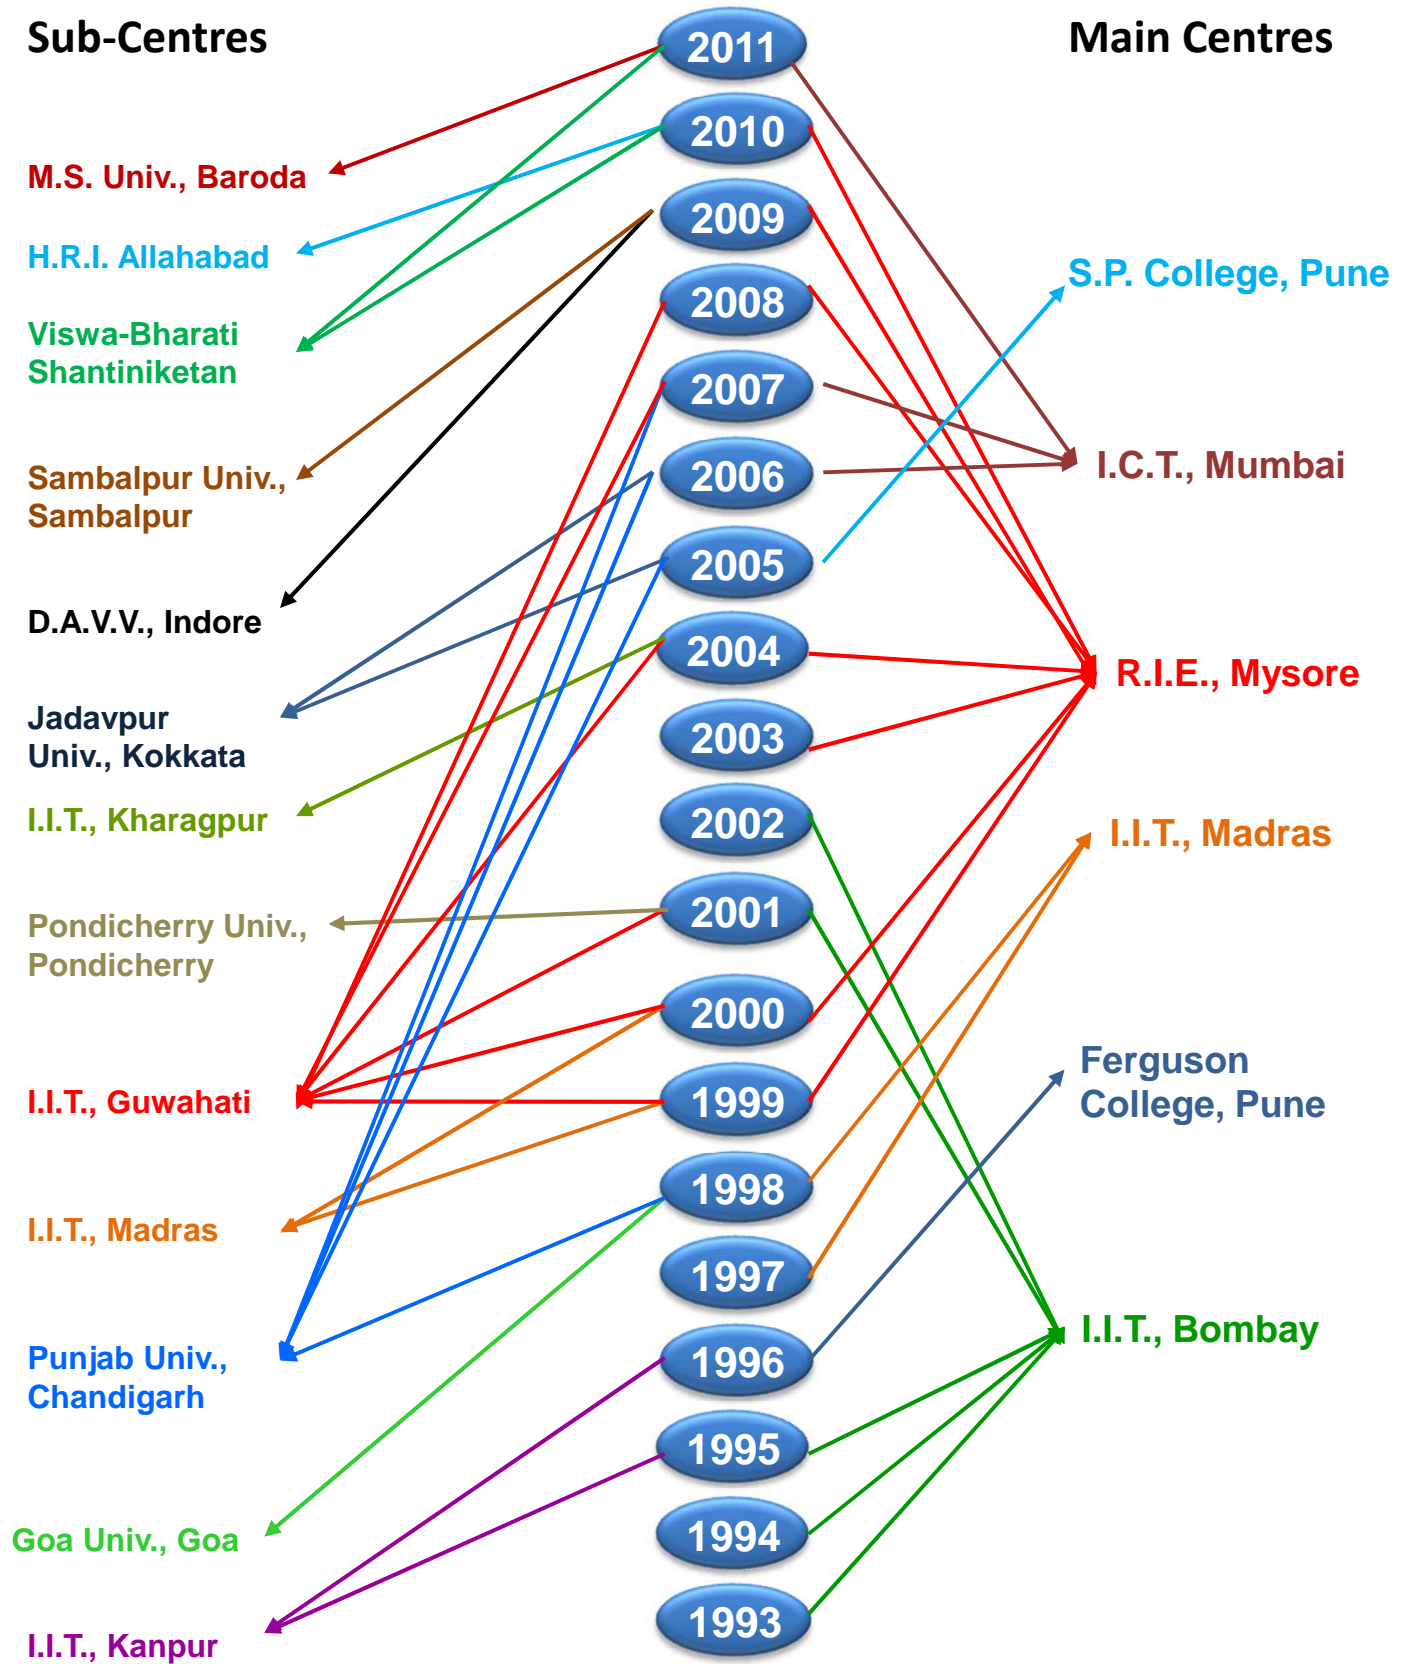 Sub-Centres
Main Centres
2011
2010
2009
2008
2007
2006
2005
2004
2003
2002
2001
2000
1999
1998
1997
1996
1995
1994
1993
M.S. Univ., Baroda
H.R.I. Allahabad
Viswa-Bharati
Shantiniketan
Sambalpur Univ.,
Sambalpur
D.A.V.V., Indore
Jadavpur
Univ., Kokkata
I.I.T., Kharagpur
Pondicherry Univ.,
Pondicherry
I.I.T., Guwahati
I.I.T., Madras
Punjab Univ.,
Chandigarh
Goa Univ., Goa
I.I.T., Kanpur
S.P. College, Pune
I.C.T., Mumbai
R.I.E., Mysore
I.I.T., Madras
Ferguson
College, Pune
I.I.T., Bombay